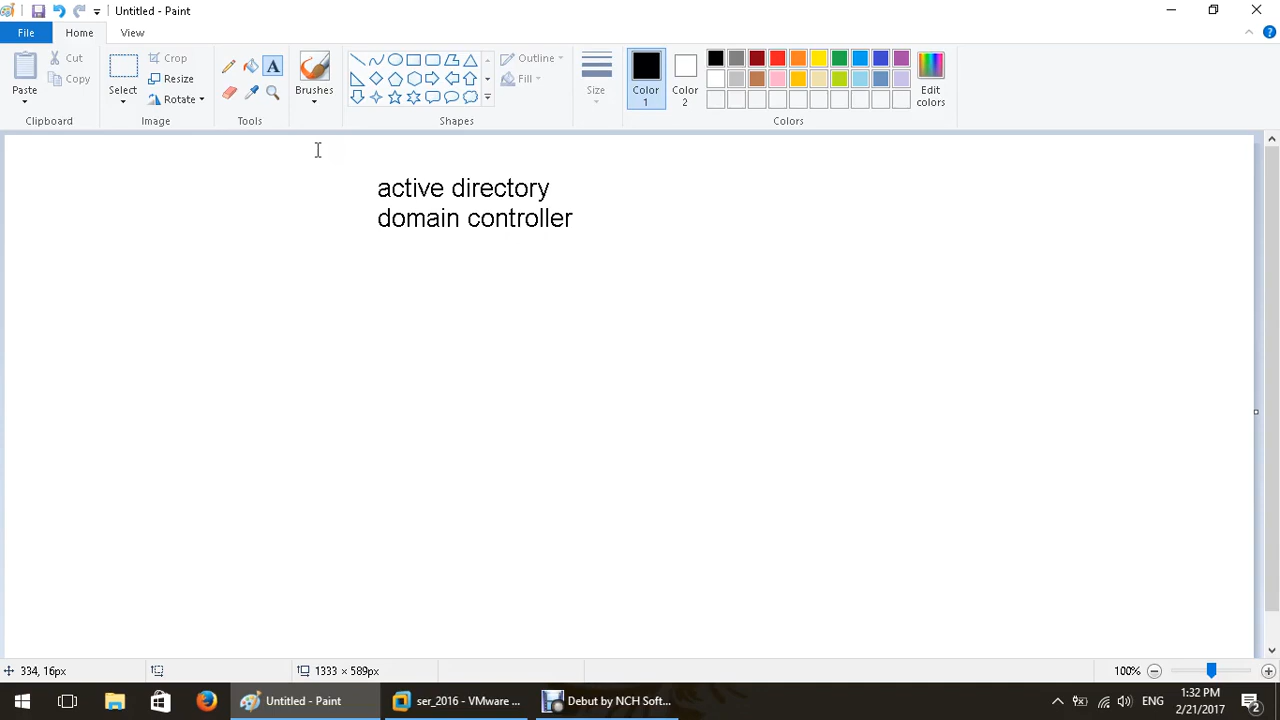 Untitled - Paint
File
Home
View
Paste
Cut
Copy
Clipboard
Select
Crop
Resize
Rotate
Image
A
Tools
Brushes
Shapes
Outline
Fill
Size
Color 1
Color 2
Edit colors
Colors
active directory
domain controller
334, 16px
1333 × 589px
100%
Untitled - Paint
ser_2016 - VMware ...
Debut by NCH Soft...
ENG
1:32 PM
2/21/2017
2